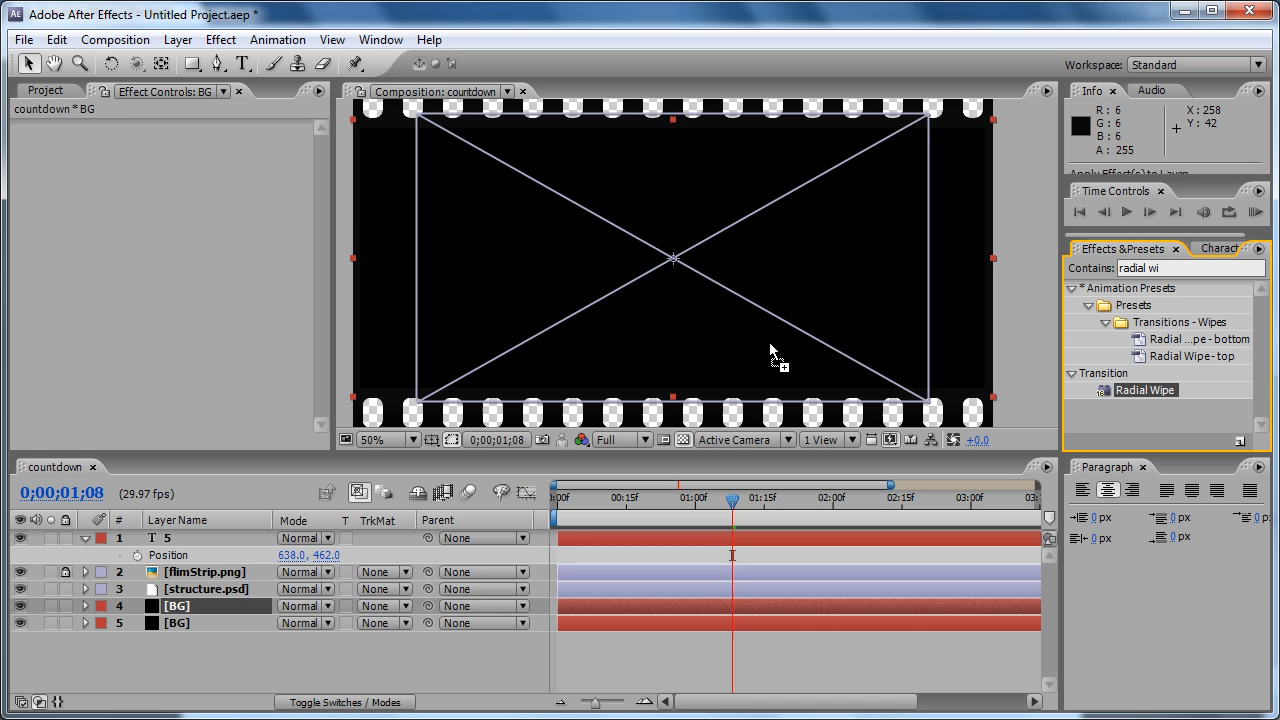 Adobe After Effects - Untitled Project.aep *
File Edit Composition Layer Effect Animation View Window Help
Workspace: Standard
Project Effect Controls: BG
countdown * BG
Composition: countdown
Info Audio
R : 6
G : 6
B : 6
A : 255
X : 258
Y : 42
Apply Effect(s) to Layer
Time Controls
Effects & Presets Charact
Contains: radial wi
* Animation Presets
Presets
Transitions - Wipes
Radial ...pe - bottom
Radial Wipe - top
Transition
Radial Wipe
50% 0;00;01;08 Full Active Camera 1 View +0.0
countdown
0;00;01;08 (29.97 fps)
:00f 00:15f 01:00f 01:15f 02:00f 02:15f 03:00f 03:
# Layer Name Mode T TrkMat Parent
1 T 5 Normal None
Position 638.0, 462.0
2 [flimStrip.png] Normal None None
3 [structure.psd] Normal None None
4 [BG] Normal None None
5 [BG] Normal None None
Toggle Switches / Modes
Paragraph
0 px 0 px 0 px
0 px 0 px